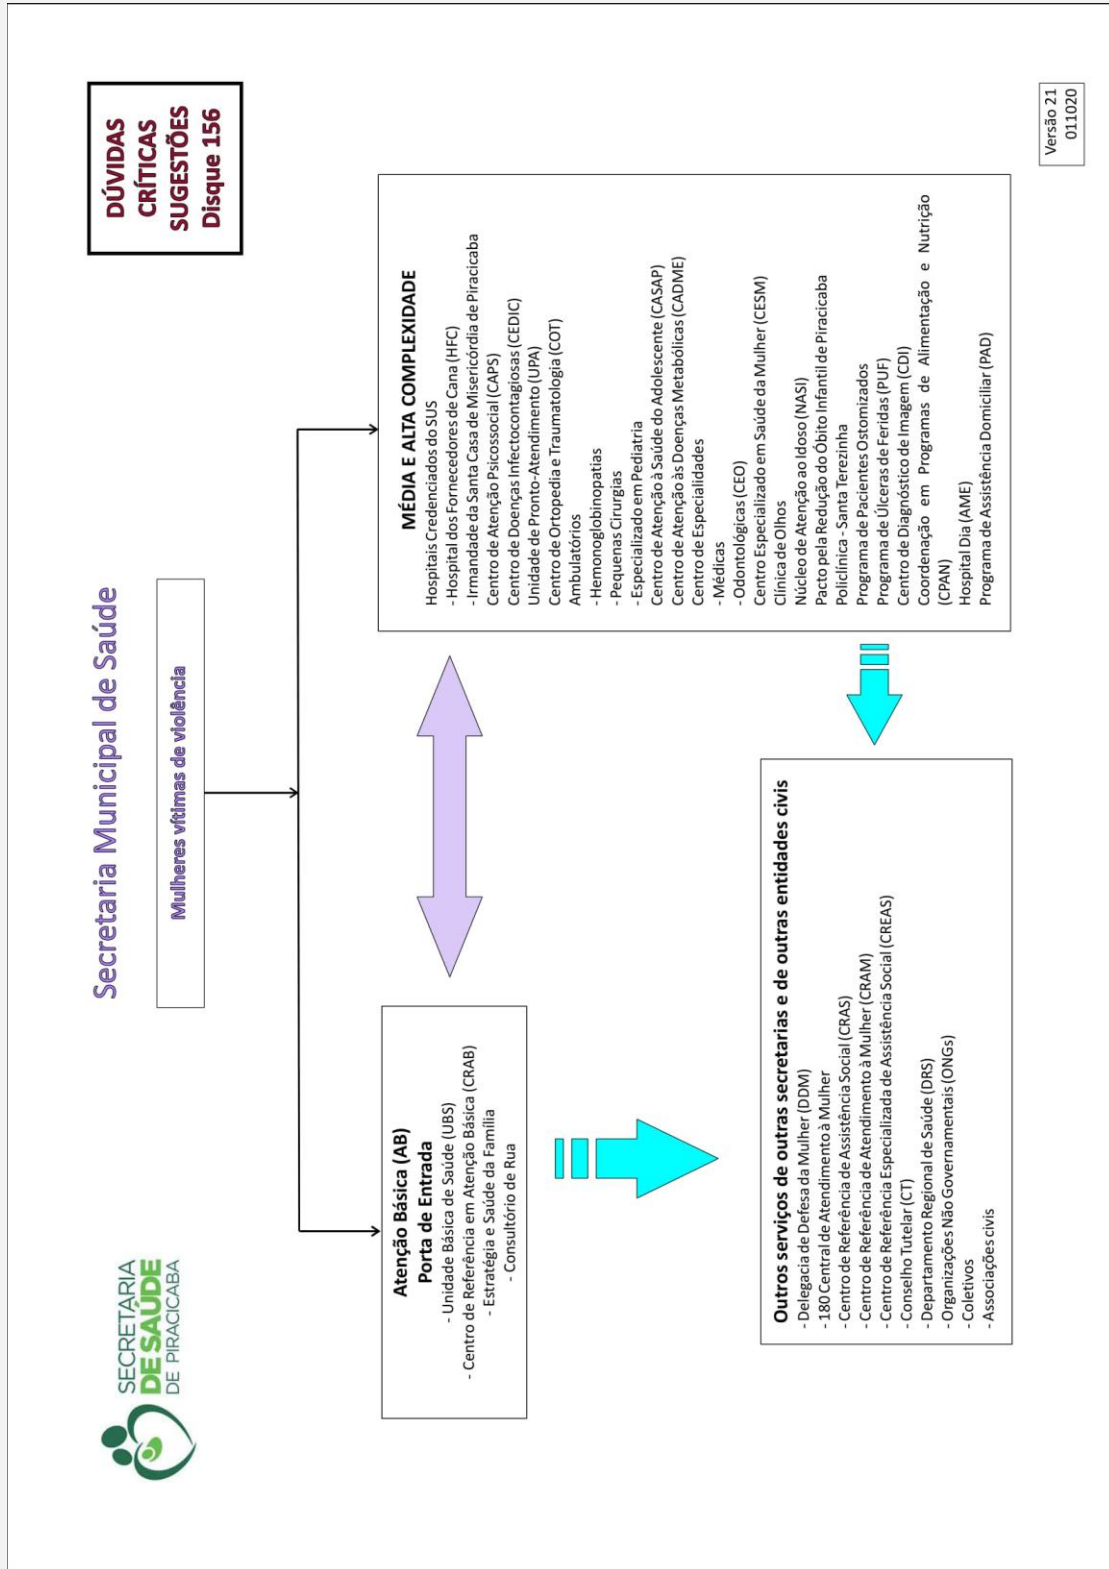 SECRETARIA
DE SAÚDE
DE PIRACICABA
Secretaria Municipal de Saúde
DÚVIDAS
CRÍTICAS
SUGESTÕES
Disque 156
Mulheres vítimas de violência
Atenção Básica (AB)
Porta de Entrada
- Unidade Básica de Saúde (UBS)
- Centro de Referência em Atenção Básica (CRAB)
- Estratégia e Saúde da Família
- Consultório de Rua
MÉDIA E ALTA COMPLEXIDADE
Hospitais Credenciados do SUS
- Hospital dos Fornecedores de Cana (HFC)
- Irmandade da Santa Casa de Misericórdia de Piracicaba
Centro de Atenção Psicossocial (CAPS)
Centro de Doenças Infectocontagiosas (CEDIC)
Unidade de Pronto-Atendimento (UPA)
Centro de Ortopedia e Traumatologia (COT)
Ambulatórios
- Hemonoglobinopatias
- Pequenas Cirurgias
- Especializado em Pediatria
Centro de Atenção à Saúde do Adolescente (CASAP)
Centro de Atenção às Doenças Metabólicas (CADME)
Centro de Especialidades
- Médicas
- Odontológicas (CEO)
Centro Especializado em Saúde da Mulher (CESM)
Clínica de Olhos
Núcleo de Atenção ao Idoso (NASI)
Pacto pela Redução do Óbito Infantil de Piracicaba
Policlínica - Santa Terezinha
Programa de Pacientes Ostomizados
Programa de Úlceras de Feridas (PUF)
Centro de Diagnóstico de Imagem (CDI)
Coordenação em Programas de Alimentação e Nutrição
(CPAN)
Hospital Dia (AME)
Programa de Assistência Domiciliar (PAD)
Outros serviços de outras secretarias e de outras entidades civis
- Delegacia de Defesa da Mulher (DDM)
- 180 Central de Atendimento à Mulher
- Centro de Referência de Assistência Social (CRAS)
- Centro de Referência de Atendimento à Mulher (CRAM)
- Centro de Referência Especializada de Assistência Social (CREAS)
- Conselho Tutelar (CT)
- Departamento Regional de Saúde (DRS)
- Organizações Não Governamentais (ONGs)
- Coletivos
- Associações civis
Versão 21
011020